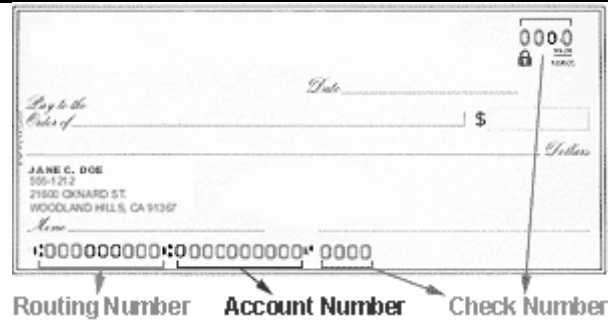 0000
Date
Pay to the
Order of
$
Dollars
JANE C. DOE
555-1212
21600 OXNARD ST.
WOODLAND HILLS, CA 91367
Memo
⑆000000000⑆0000000000⑈ 0000
Routing Number Account Number Check Number